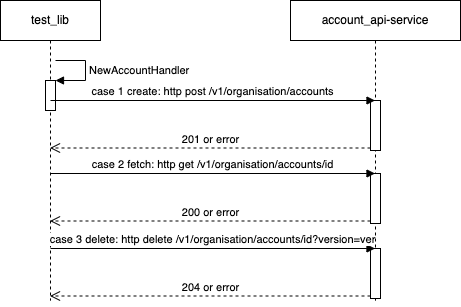 test_lib
account_api-service
NewAccountHandler
case 1 create: http post /v1/organisation/accounts
201 or error
case 2 fetch: http get /v1/organisation/accounts/id
200 or error
case 3 delete: http delete /v1/organisation/accounts/id?version=ver
204 or error